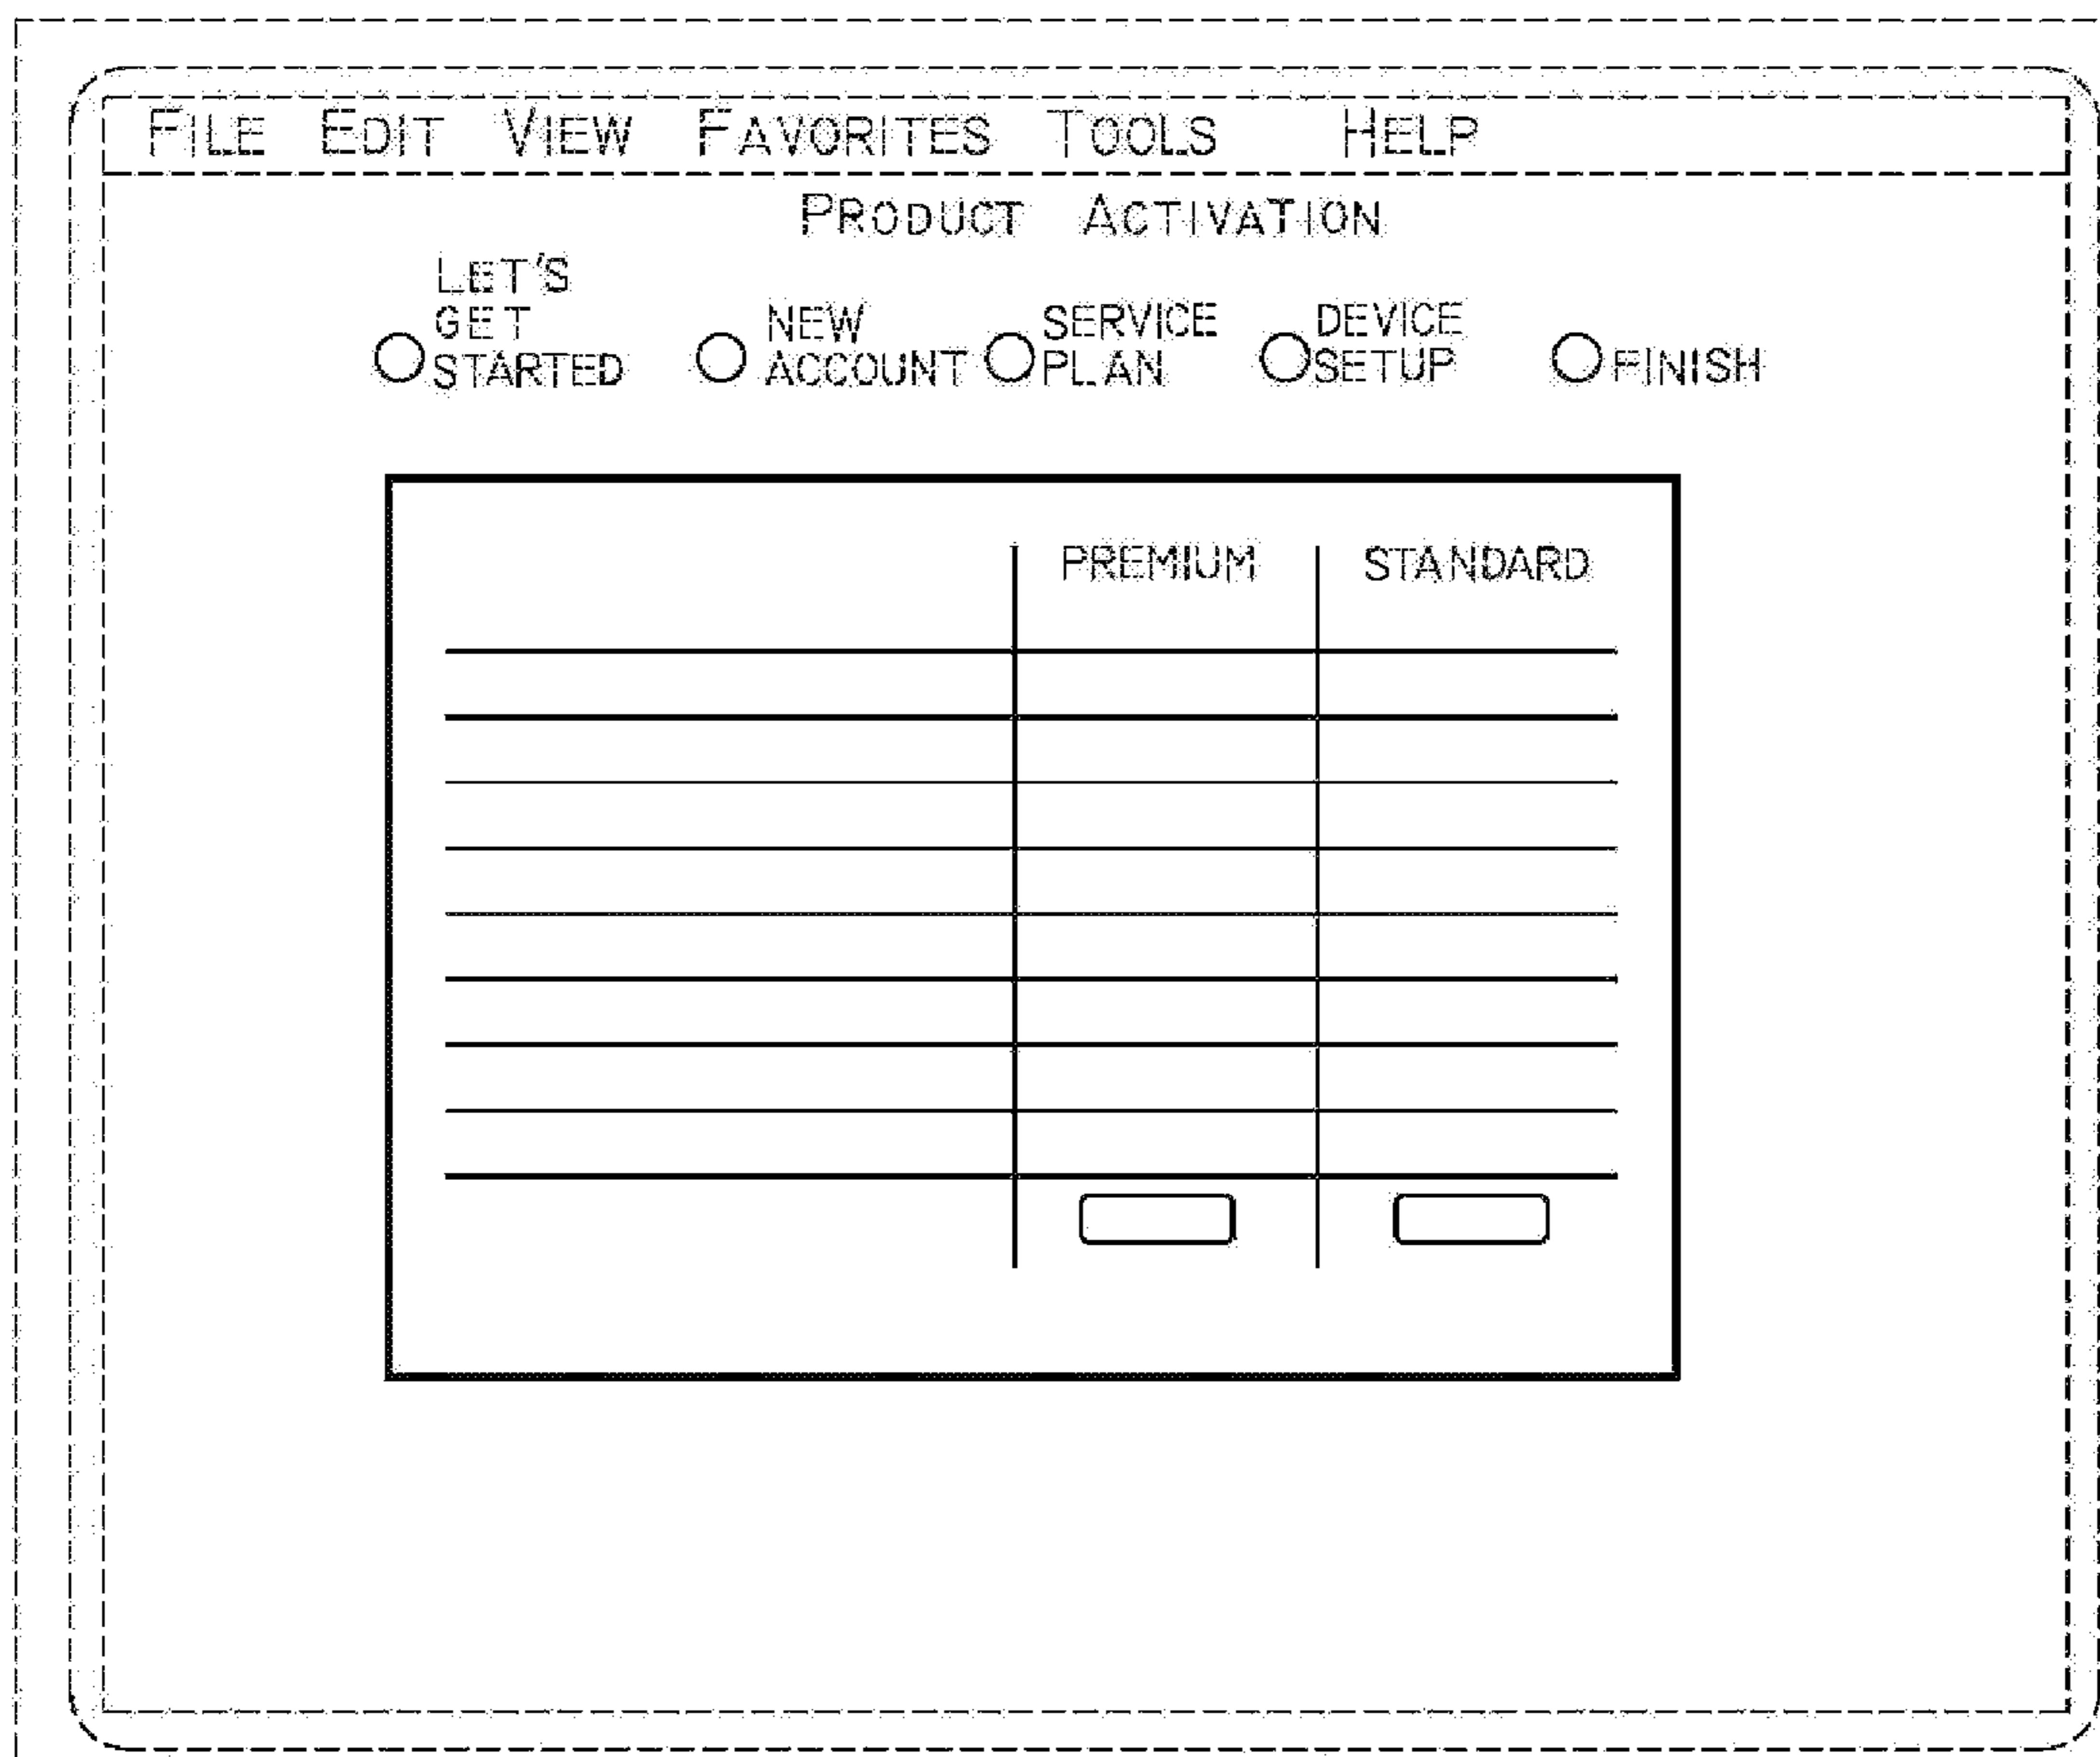 FILE EDIT VIEW FAVORITES TOOLS HELP
PRODUCT ACTIVATION
LET'S
GET
STARTED
NEW
ACCOUNT
SERVICE
PLAN
DEVICE
SETUP
FINISH
PREMIUM STANDARD